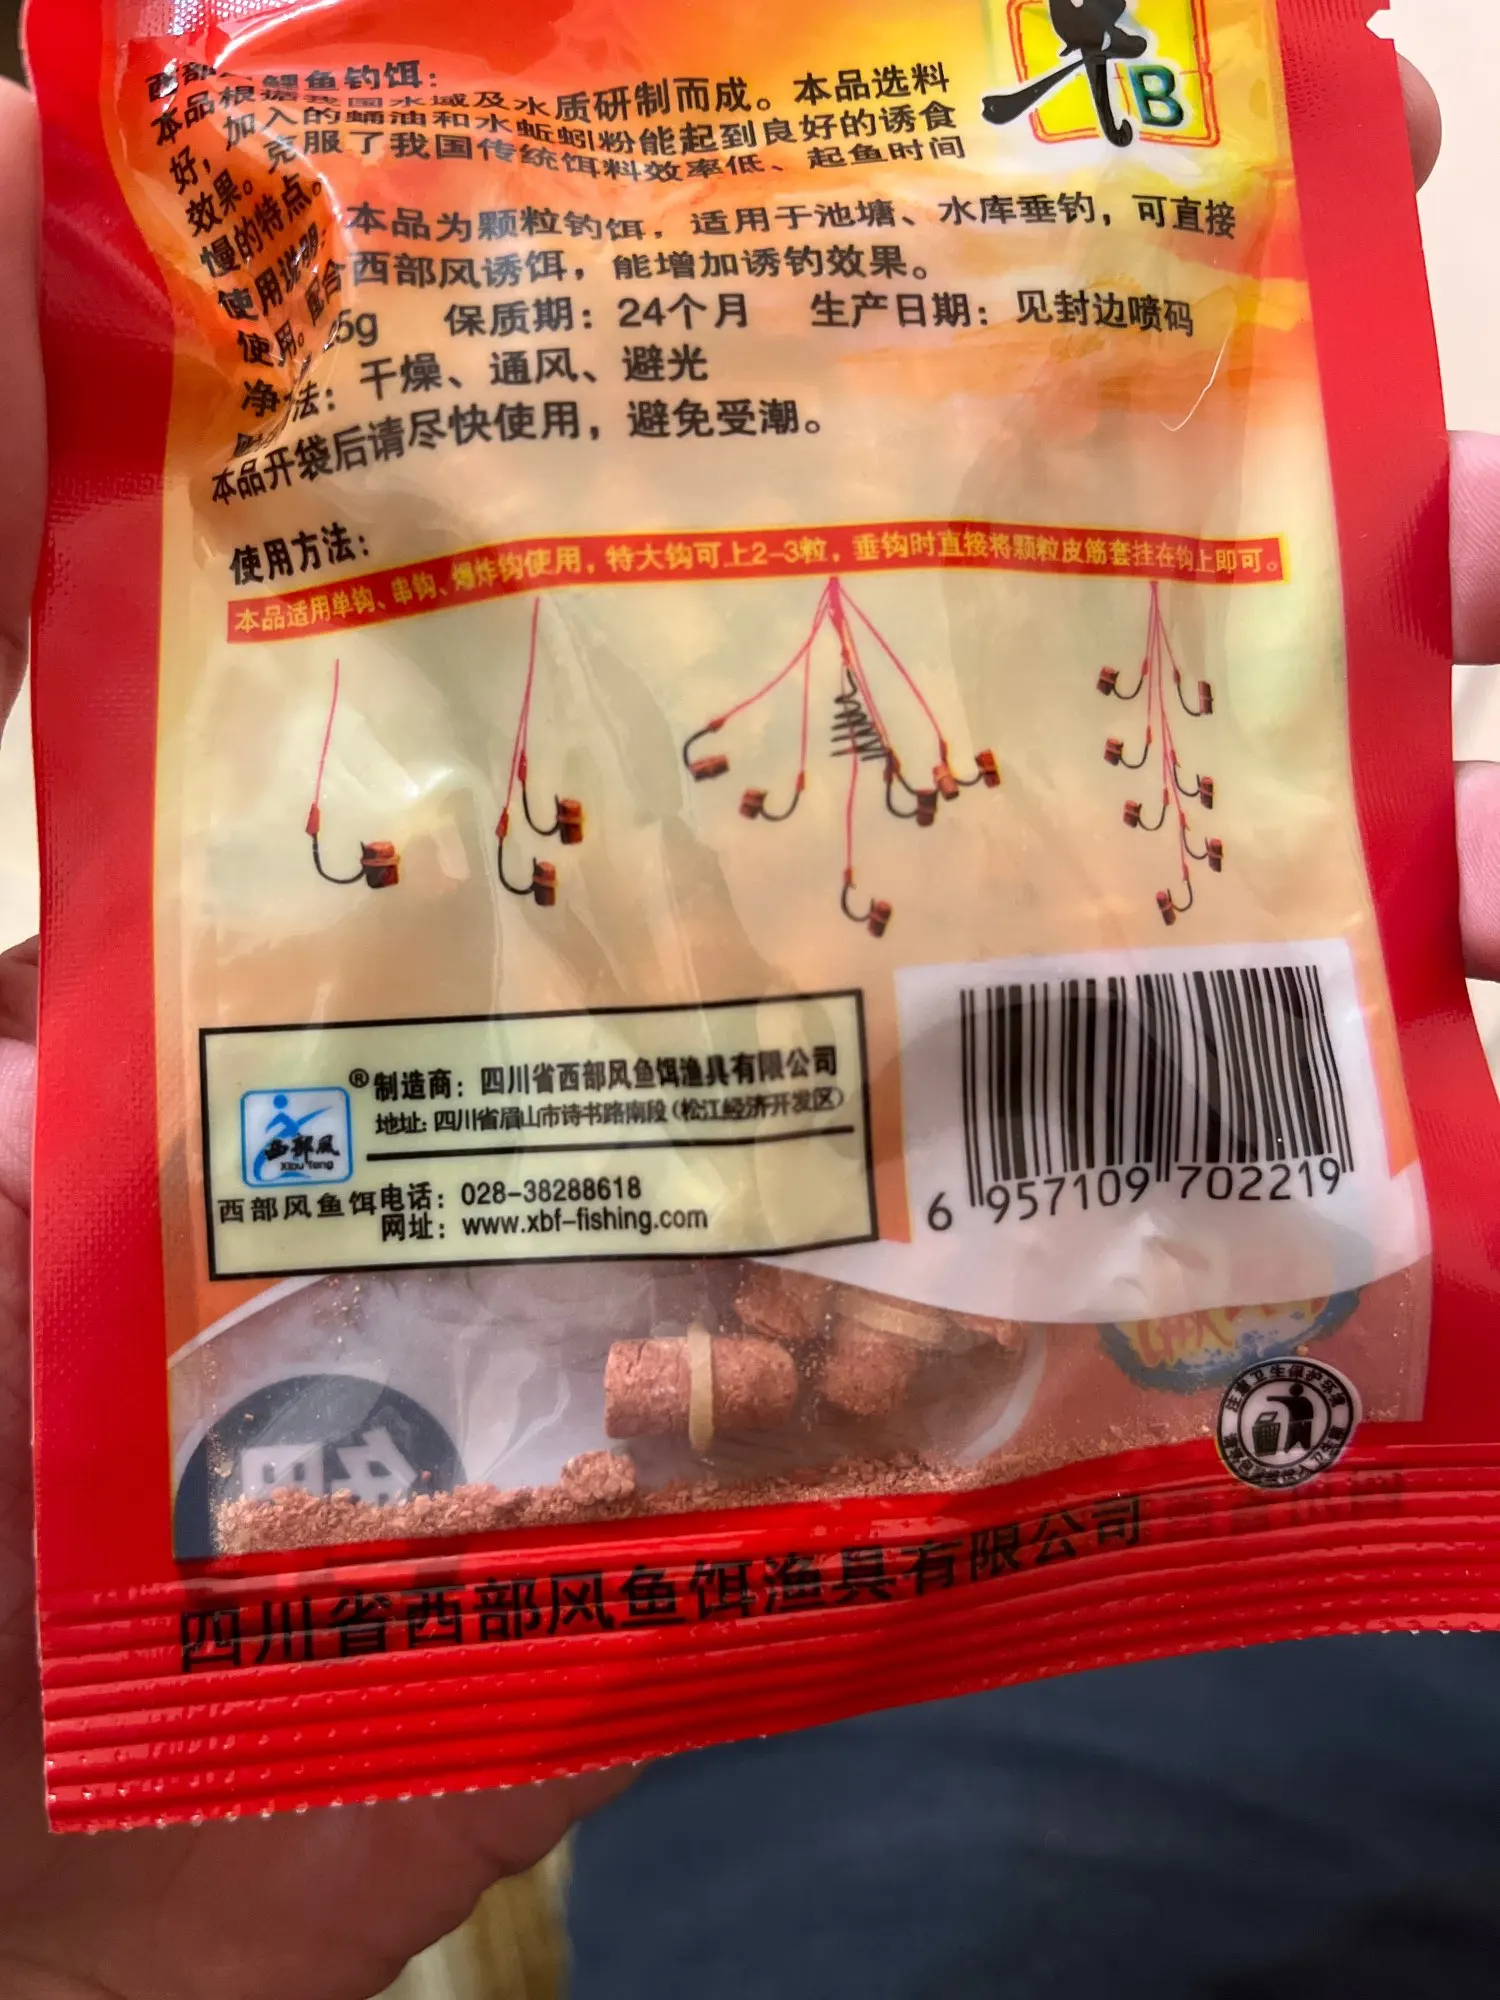 鲤鱼钓饵：
本品根据我国水域及水质研制而成。本品选料
好，加入的蛹油和水蚯蚓粉能起到良好的诱食
效果。克服了我国传统饵料效率低、起鱼时间
慢的特点。
使用说明：本品为颗粒钓饵，适用于池塘、水库垂钓，可直接
使用。配合西部风诱饵，能增加诱钓效果。
5g 保质期：24个月 生产日期：见封边喷码
法：干燥、通风、避光
本品开袋后请尽快使用，避免受潮。
B
使用方法：
本品适用单钩、串钩、爆炸钩使用，特大钩可上2-3粒，垂钩时直接将颗粒皮筋套挂在钩上即可。
®制造商：四川省西部风鱼饵渔具有限公司
地址：四川省眉山市诗书路南段（松江经济开发区）
西部风
Xibu feng
西部风鱼饵电话：028-38288618
网址：www.xbf-fishing.com
6 957109 702219
四川省西部风鱼饵渔具有限公司